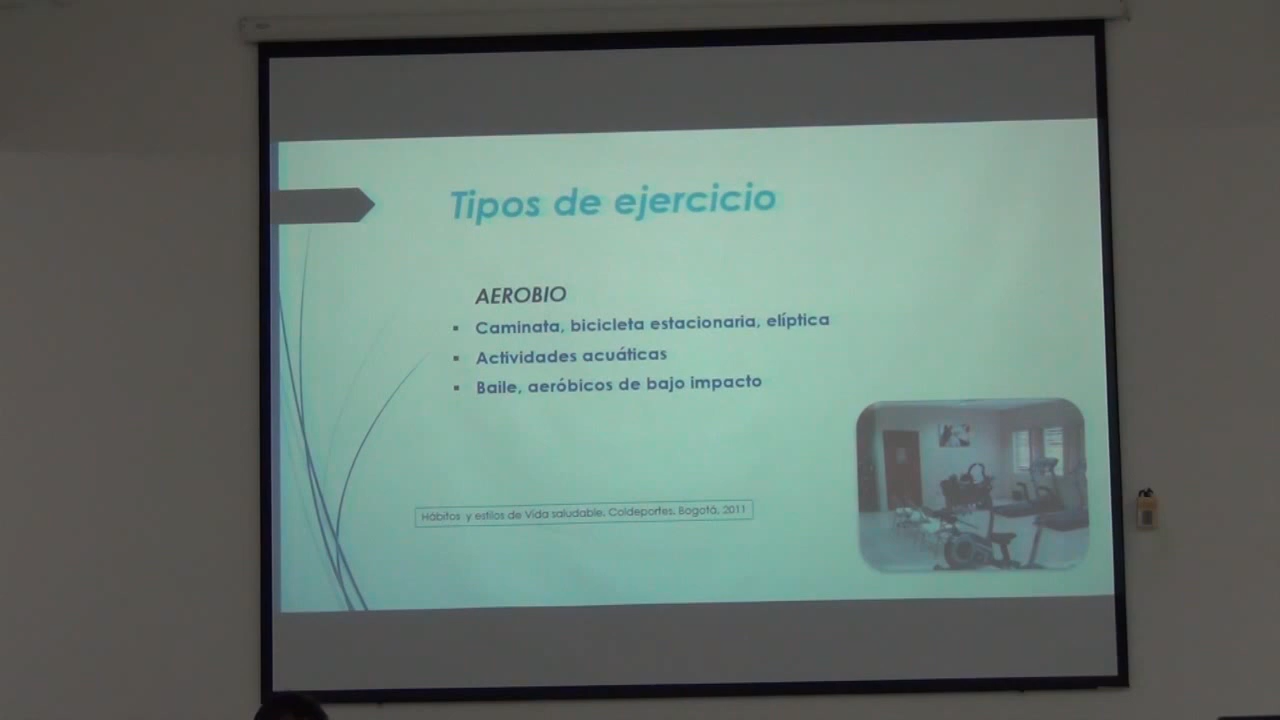 Tipos de ejercicio
AEROBIO
▪ Caminata, bicicleta estacionaria, elíptica
▪ Actividades acuáticas
▪ Baile, aeróbicos de bajo impacto
Hábitos y estilos de Vida saludable, Coldeportes, Bogotá, 2011